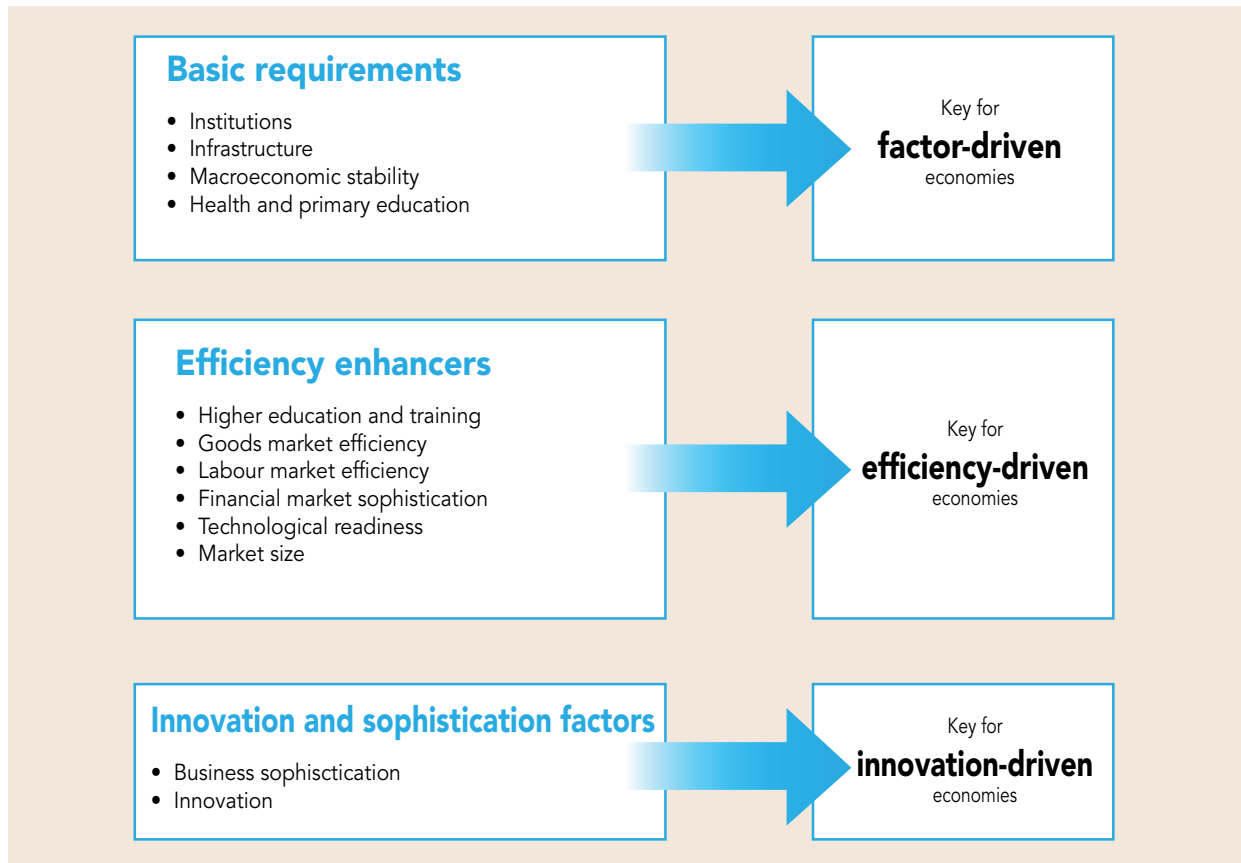 Basic requirements
• Institutions
• Infrastructure
• Macroeconomic stability
• Health and primary education
Key for
factor-driven
economies
Efficiency enhancers
• Higher education and training
• Goods market efficiency
• Labour market efficiency
• Financial market sophistication
• Technological readiness
• Market size
Key for
efficiency-driven
economies
Innovation and sophistication factors
• Business sophisctication
• Innovation
Key for
innovation-driven
economies